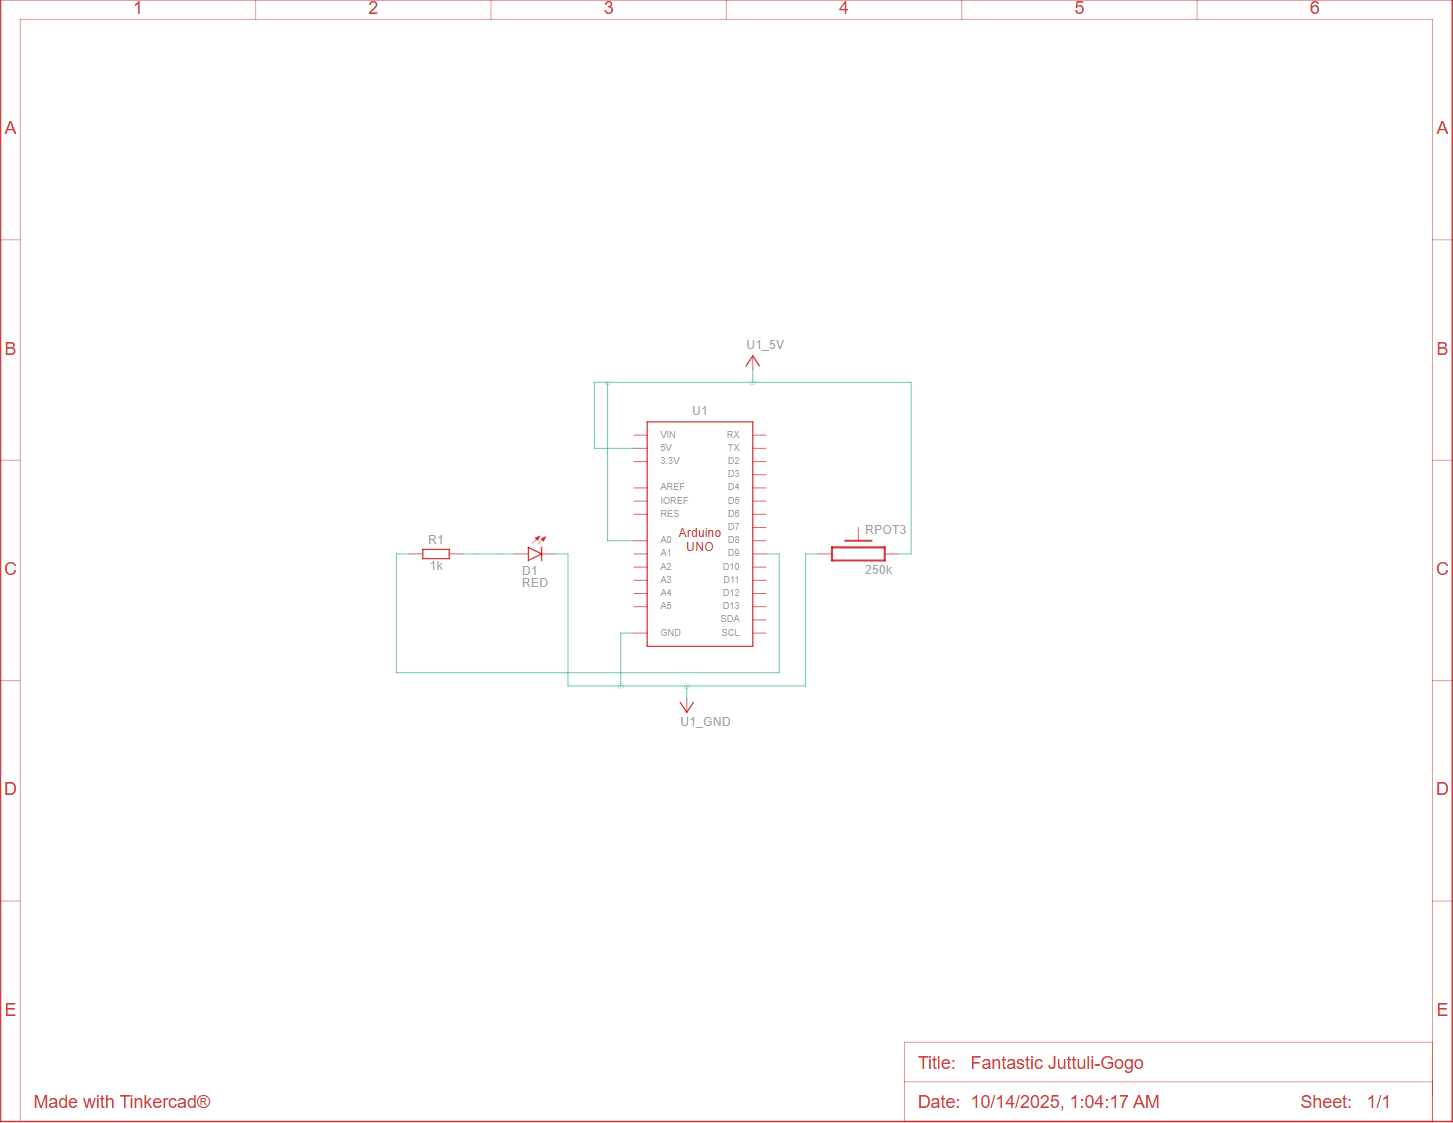 1 2 3 4 5 6
A A
B B
U1_5V
U1
VIN RX
5V TX
3.3V D2
D3
AREF D4
IOREF D5
RES D6
D7
Arduino
UNO
A0 D8
A1 D9
A2 D10
A3 D11
A4 D12
A5 D13
SDA
GND SCL
R1
1k
D1
RED
RPOT3
250k
C C
U1_GND
D D
E E
Title: Fantastic Juttuli-Gogo
Made with Tinkercad®
Date: 10/14/2025, 1:04:17 AM Sheet: 1/1